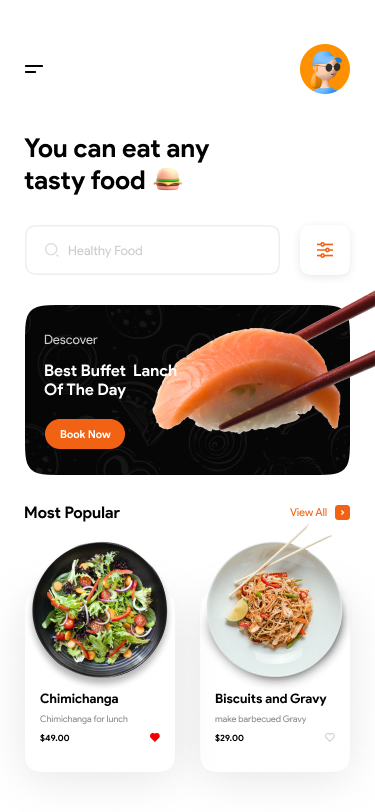 You can eat any
tasty food 🍔
Healthy Food
Descover
Best Buffet Lanch
Of The Day
Book Now
Most Popular
View All
Chimichanga
Chimichanga for lunch
$49.00
Biscuits and Gravy
make barbecued Gravy
$29.00